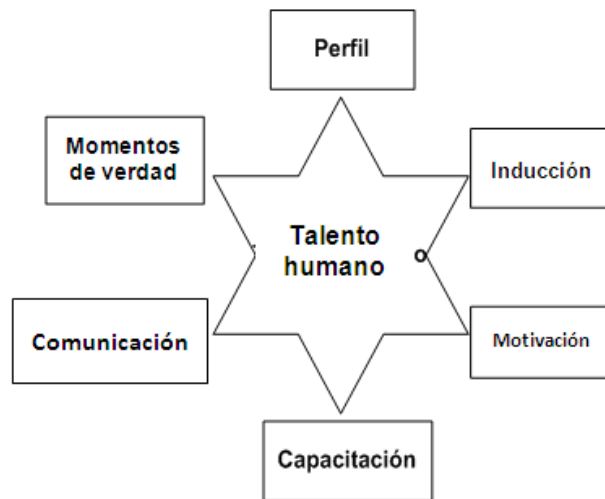 Perfil
Momentos
de verdad
Inducción
Talento
humano
o
Comunicación
Motivación
Capacitación